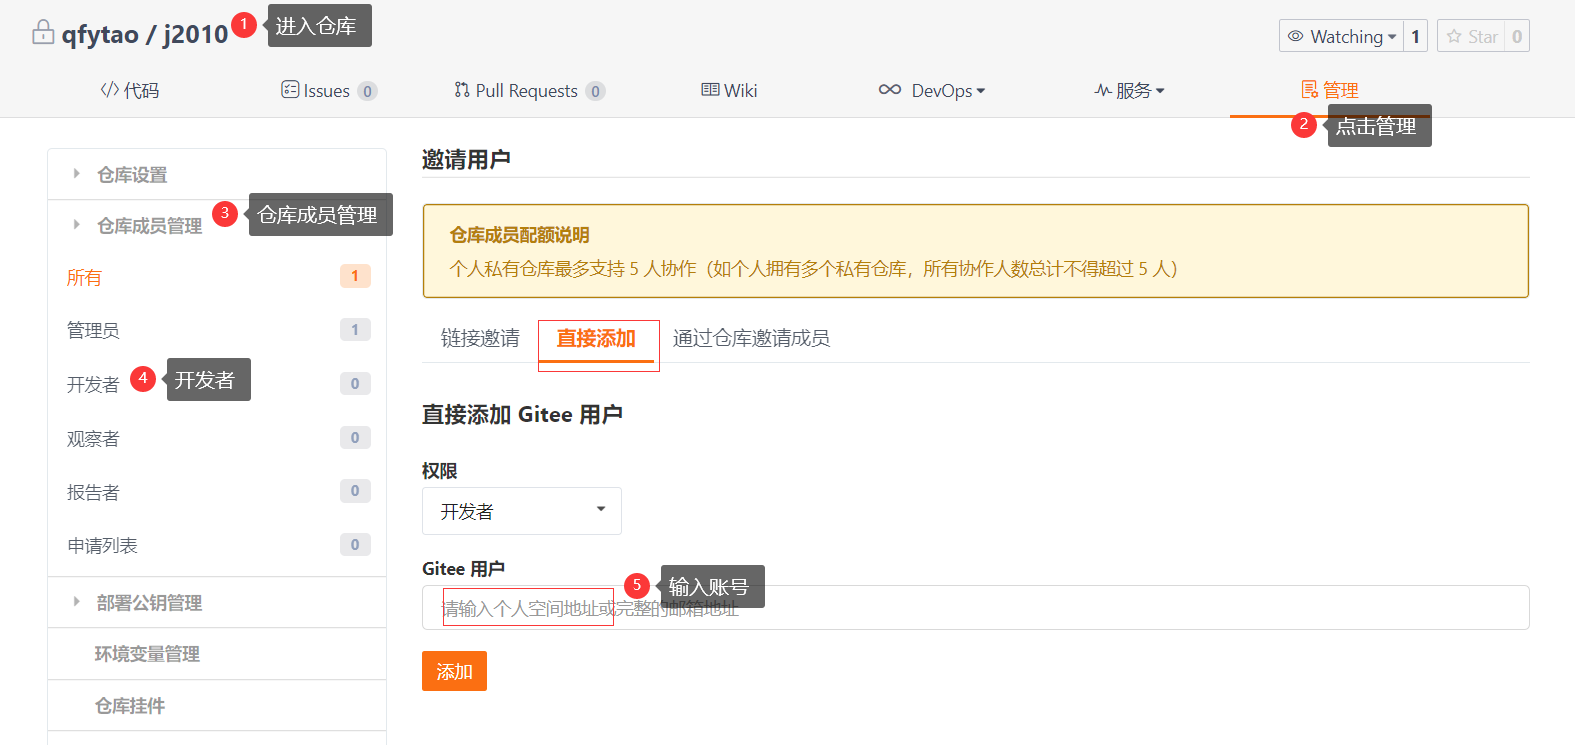 qfytao / j2010 1 进入仓库
Watching 1 Star 0
代码 Issues 0 Pull Requests 0 Wiki DevOps 服务 管理
2 点击管理
仓库设置
仓库成员管理 3 仓库成员管理
所有 1
管理员 1
开发者 4 开发者 0
观察者 0
报告者 0
申请列表 0
部署公钥管理
环境变量管理
仓库挂件
邀请用户
仓库成员配额说明
个人私有仓库最多支持 5 人协作（如个人拥有多个私有仓库，所有协作人数总计不得超过 5 人）
链接邀请 直接添加 通过仓库邀请成员
直接添加 Gitee 用户
权限
开发者
Gitee 用户 5 输入账号
请输入个人空间地址或完整的邮箱地址
添加